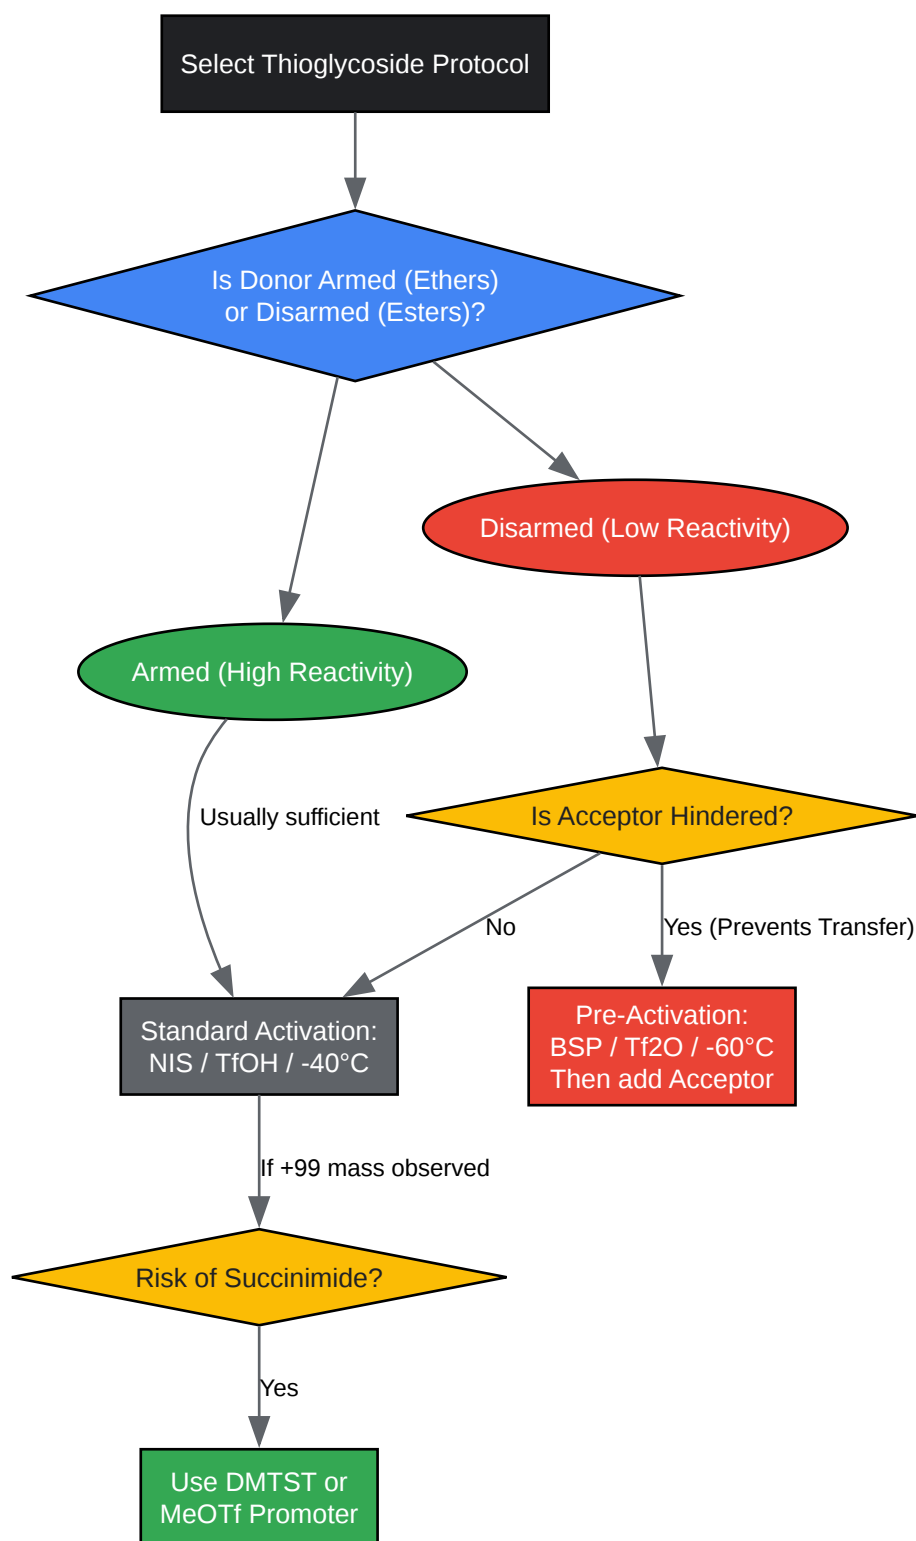 Select Thioglycoside Protocol
Is Donor Armed (Ethers)
or Disarmed (Esters)?
Disarmed (Low Reactivity)
Armed (High Reactivity)
Usually sufficient
Is Acceptor Hindered?
No
Yes (Prevents Transfer)
Standard Activation:
NIS / TfOH / -40°C
Pre-Activation:
BSP / Tf2O / -60°C
Then add Acceptor
If +99 mass observed
Risk of Succinimide?
Yes
Use DMTST or
MeOTf Promoter